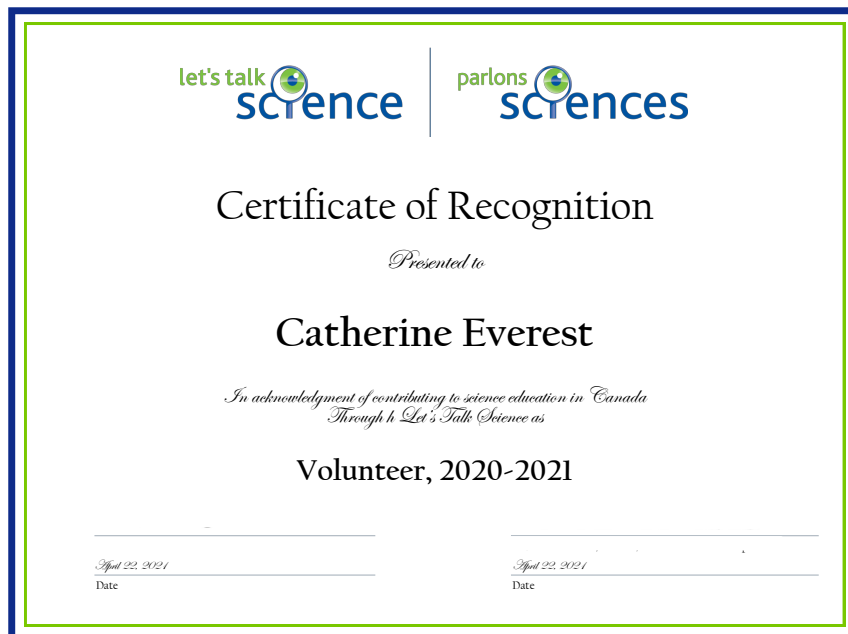 let's talk science
parlons sciences
Certificate of Recognition
Presented to
Catherine Everest
In acknowledgment of contributing to science education in Canada
Through h Let's Talk Science as
Volunteer, 2020-2021
April 22, 2021
Date
April 22, 2021
Date